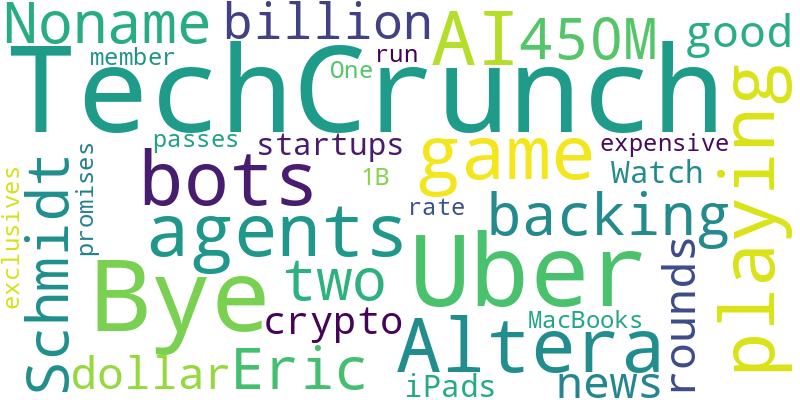 Noname
billion
AI
450M
good
member
run
One
TechCrunch
playing
passes
startups
game
expensive
1B
Watch
bots
Schmidt
promises
exclusives
agents
rate
backing
Bye
two
Uber
rounds
crypto
MacBooks
Altera
dollar
Eric
iPads
news